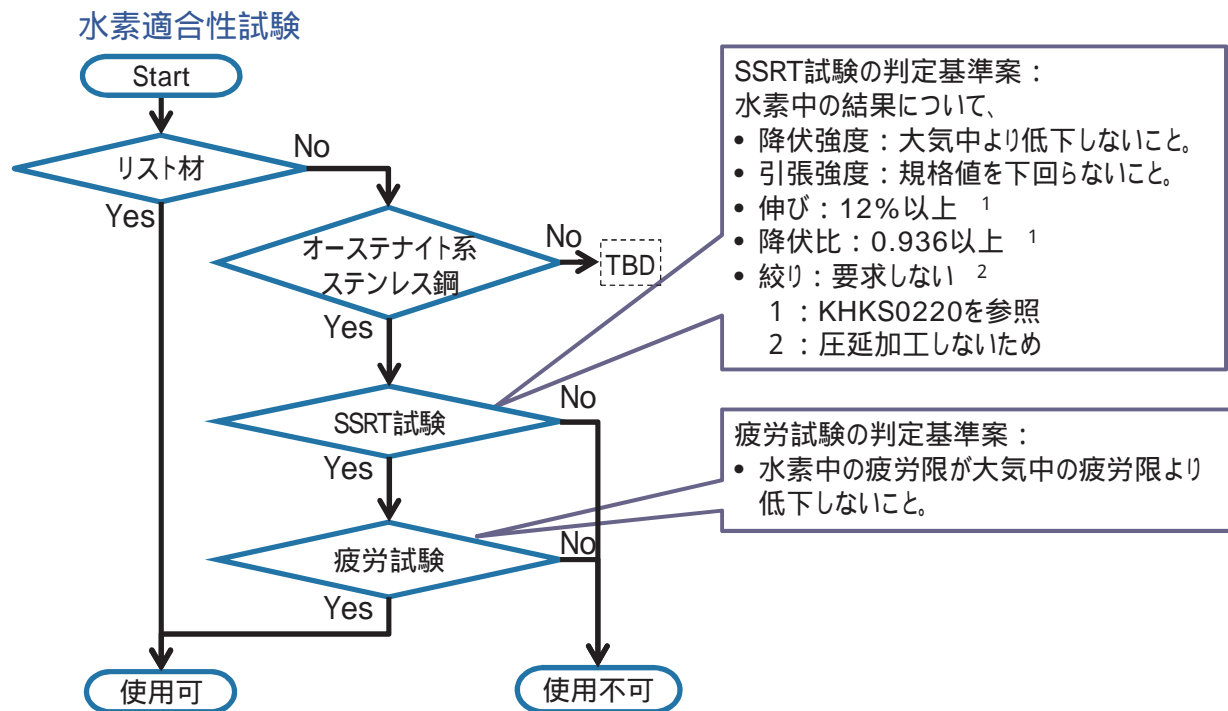 水素適合性試験
Start
リスト材
No
Yes
オーステナイト系
ステンレス鋼
No
TBD
Yes
SSRT試験
No
Yes
疲労試験
No
Yes
使用可
使用不可
SSRT試験の判定基準案：
水素中の結果について、
• 降伏強度：大気中より低下しないこと。
• 引張強度：規格値を下回らないこと。
• 伸び：12%以上 1
• 降伏比：0.936以上 1
• 絞り：要求しない 2
1 ：KHKS0220を参照
2 ：圧延加工しないため
疲労試験の判定基準案：
• 水素中の疲労限が大気中の疲労限より
低下しないこと。